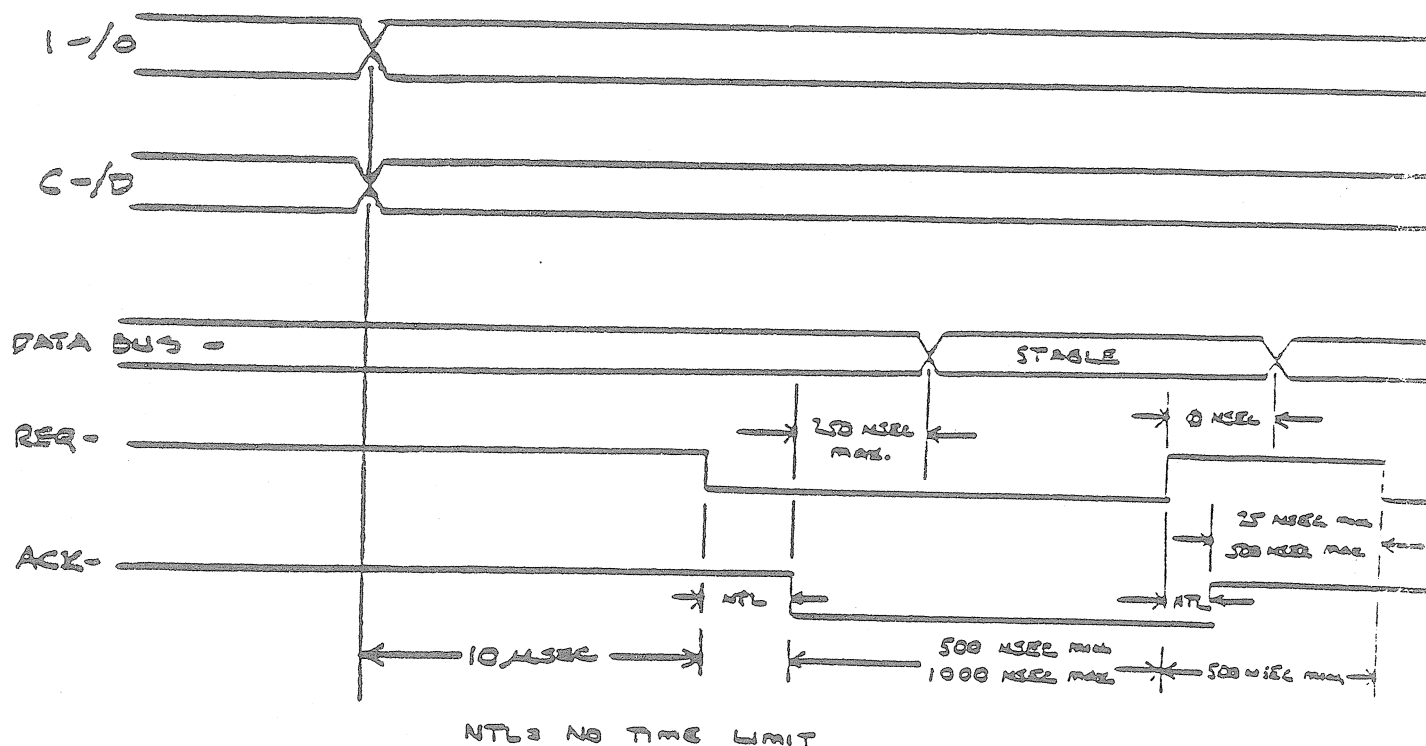 I-/O
C-/D
DATA BUS -
STABLE
REQ-
250 NSEC
MAX.
0 NSEC
ACK-
25 NSEC MIN
500 NSEC MAX
NTL
NTL
10 µSEC
500 NSEC MIN
1000 NSEC MAX
500 NSEC MIN
NTL= NO TIME LIMIT